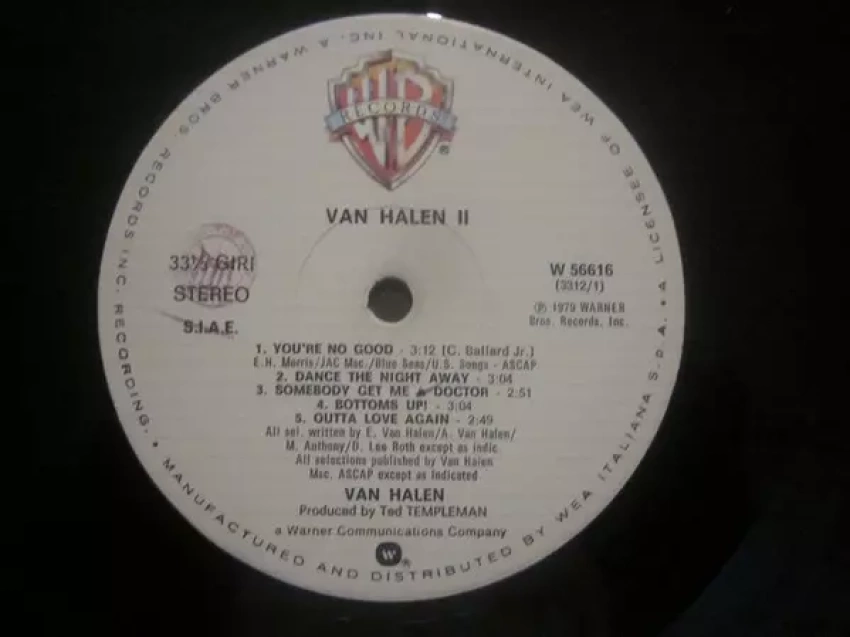 MANUFACTURED AND DISTRIBUTED BY WEA ITALIANA S.p.A. • A LICENSEE OF WEA INTERNATIONAL INC. A WARNER BROS. RECORDS INC. RECORDING. •
WB
RECORDS
®
VAN HALEN II
33⅓ GIRI
STEREO
S.I.A.E.
W 56616
(3312/1)
℗ 1979 WARNER
Bros. Records, Inc.
1. YOU'RE NO GOOD - 3:12 (C. Ballard Jr.)
E.H. Morris/JAC Msc./Blue Seas/U.S. Songs - ASCAP
2. DANCE THE NIGHT AWAY - 3:04
3. SOMEBODY GET ME DOCTOR - 2:51
4. BOTTOMS UP! - 3:04
5. OUTTA LOVE AGAIN - 2:49
All sel. written by E. Van Halen/A. Van Halen/
M. Anthony/D. Lee Roth except as indic.
All selections published by Van Halen
Msc. ASCAP except as indicated
VAN HALEN
Produced by Ted TEMPLEMAN
a Warner Communications Company
W®